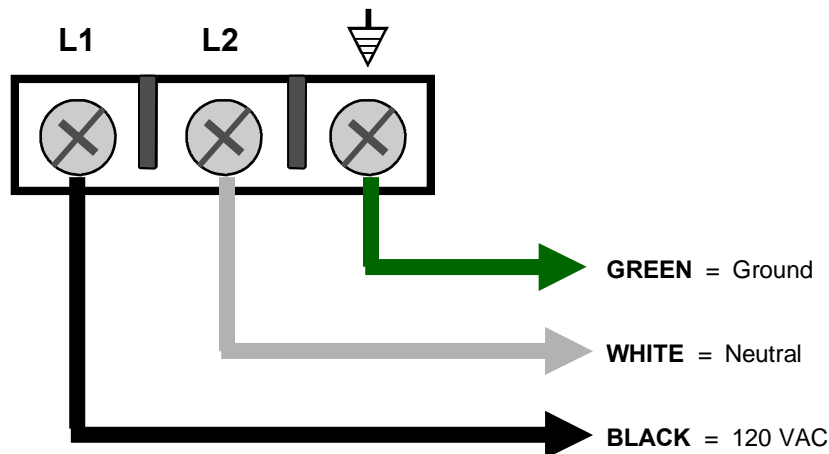 L1 L2
GREEN = Ground
WHITE = Neutral
BLACK = 120 VAC